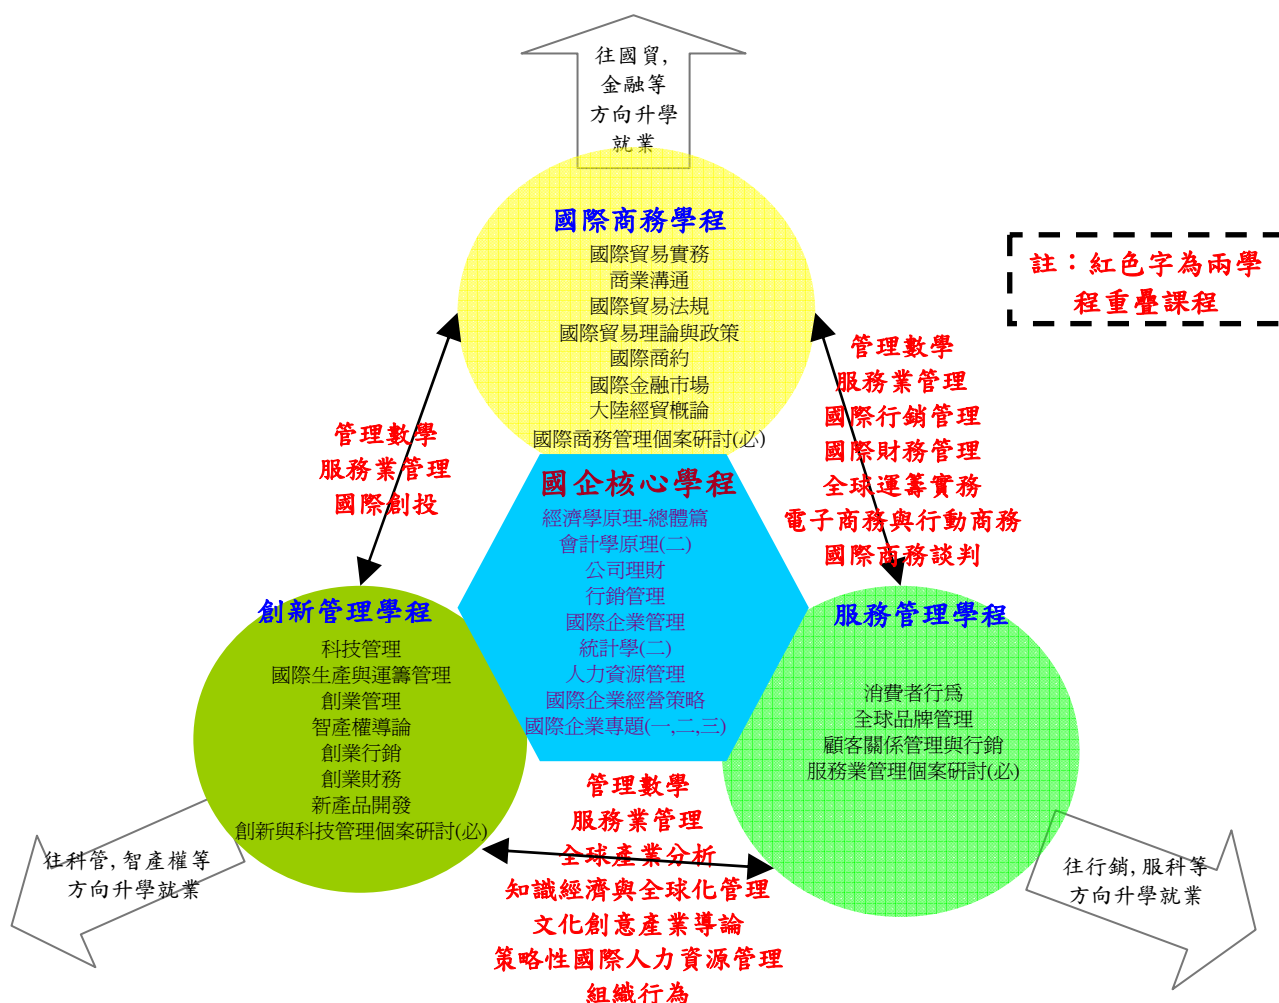 往國貿,
金融等
方向升學
就業
國際商務學程
國際貿易實務
商業溝通
國際貿易法規
國際貿易理論與政策
國際商約
國際金融市場
大陸經貿概論
國際商務管理個案研討(必)
註：紅色字為兩學
程重疊課程
管理數學
服務業管理
國際創投
管理數學
服務業管理
國際行銷管理
國際財務管理
全球運籌實務
電子商務與行動商務
國際商務談判
國企核心學程
經濟學原理-總體篇
會計學原理(二)
公司理財
行銷管理
國際企業管理
統計學(二)
人力資源管理
國際企業經營策略
國際企業專題(一,二,三)
創新管理學程
科技管理
國際生產與運籌管理
創業管理
智產權導論
創業行銷
創業財務
新產品開發
創新與科技管理個案研討(必)
服務管理學程
消費者行爲
全球品牌管理
顧客關係管理與行銷
服務業管理個案研討(必)
管理數學
服務業管理
全球產業分析
知識經濟與全球化管理
文化創意產業導論
策略性國際人力資源管理
組織行為
往科管, 智產權等
方向升學就業
往行銷, 服科等
方向升學就業